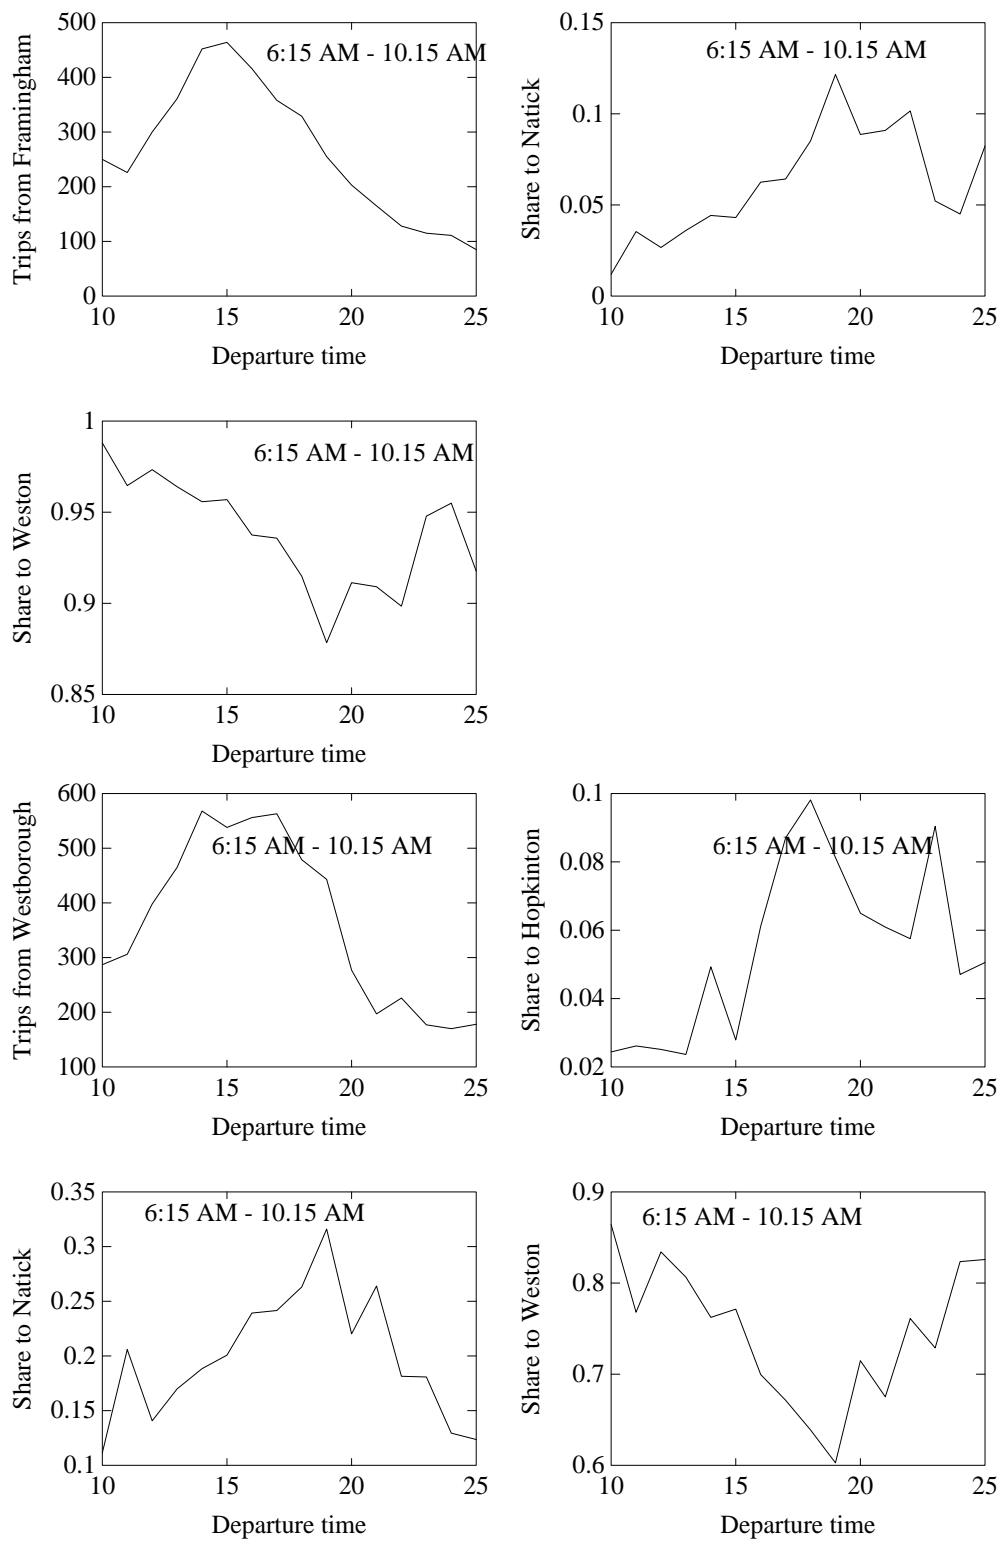 500
400
300
200
100
0
10 15 20 25
Trips from Framingham
Departure time
6:15 AM - 10.15 AM
0.15
0.1
0.05
0
10 15 20 25
Share to Natick
Departure time
6:15 AM - 10.15 AM
1
0.95
0.9
0.85
10 15 20 25
Share to Weston
Departure time
6:15 AM - 10.15 AM
600
500
400
300
200
100
10 15 20 25
Trips from Westborough
Departure time
6:15 AM - 10.15 AM
0.1
0.08
0.06
0.04
0.02
10 15 20 25
Share to Hopkinton
Departure time
6:15 AM - 10.15 AM
0.35
0.3
0.25
0.2
0.15
0.1
10 15 20 25
Share to Natick
Departure time
6:15 AM - 10.15 AM
0.9
0.8
0.7
0.6
10 15 20 25
Share to Weston
Departure time
6:15 AM - 10.15 AM